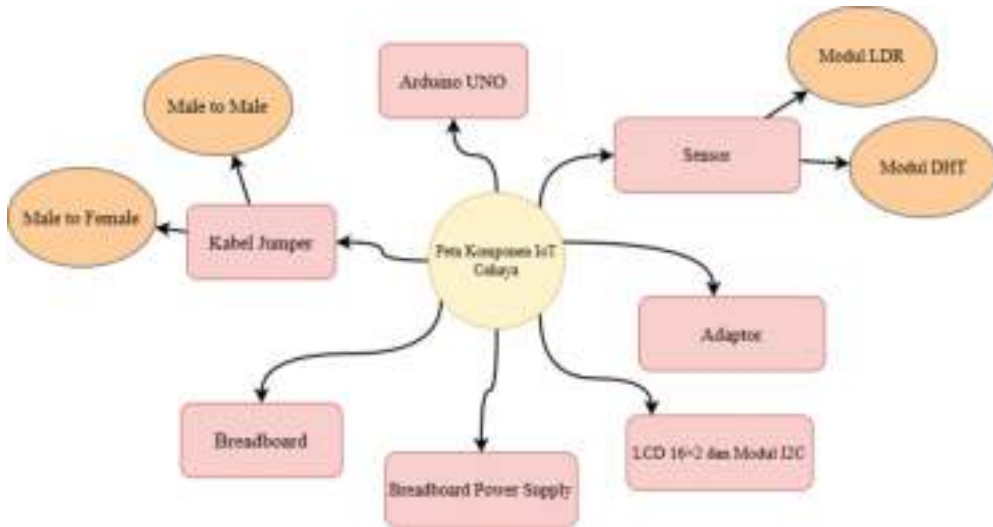 Modul LDR
Arduino UNO
Male to Male
Sensor
Modul DHT
Male to Female
Kabel Jumper
Peta Komponen IoT
Cahaya
Adaptor
Breadboard
LCD 16×2 dan Modul I2C
Breadboard Power Supply